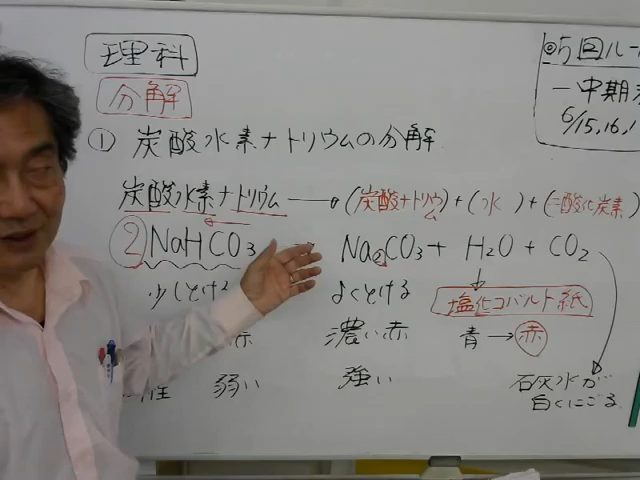 理科
◎5回ルー
一中期
6/15,16,1
分解
① 炭酸水素ナトリウムの分解
炭酸水素ナトリウム → (炭酸ナトリウム) + (水) + (二酸化炭素)
2NaHCO3 Na2CO3 + H2O + CO2
少しとける よくとける 塩化コバルト紙
赤 濃い赤 青→赤
性 弱い 強い 石灰水が
白くにごる